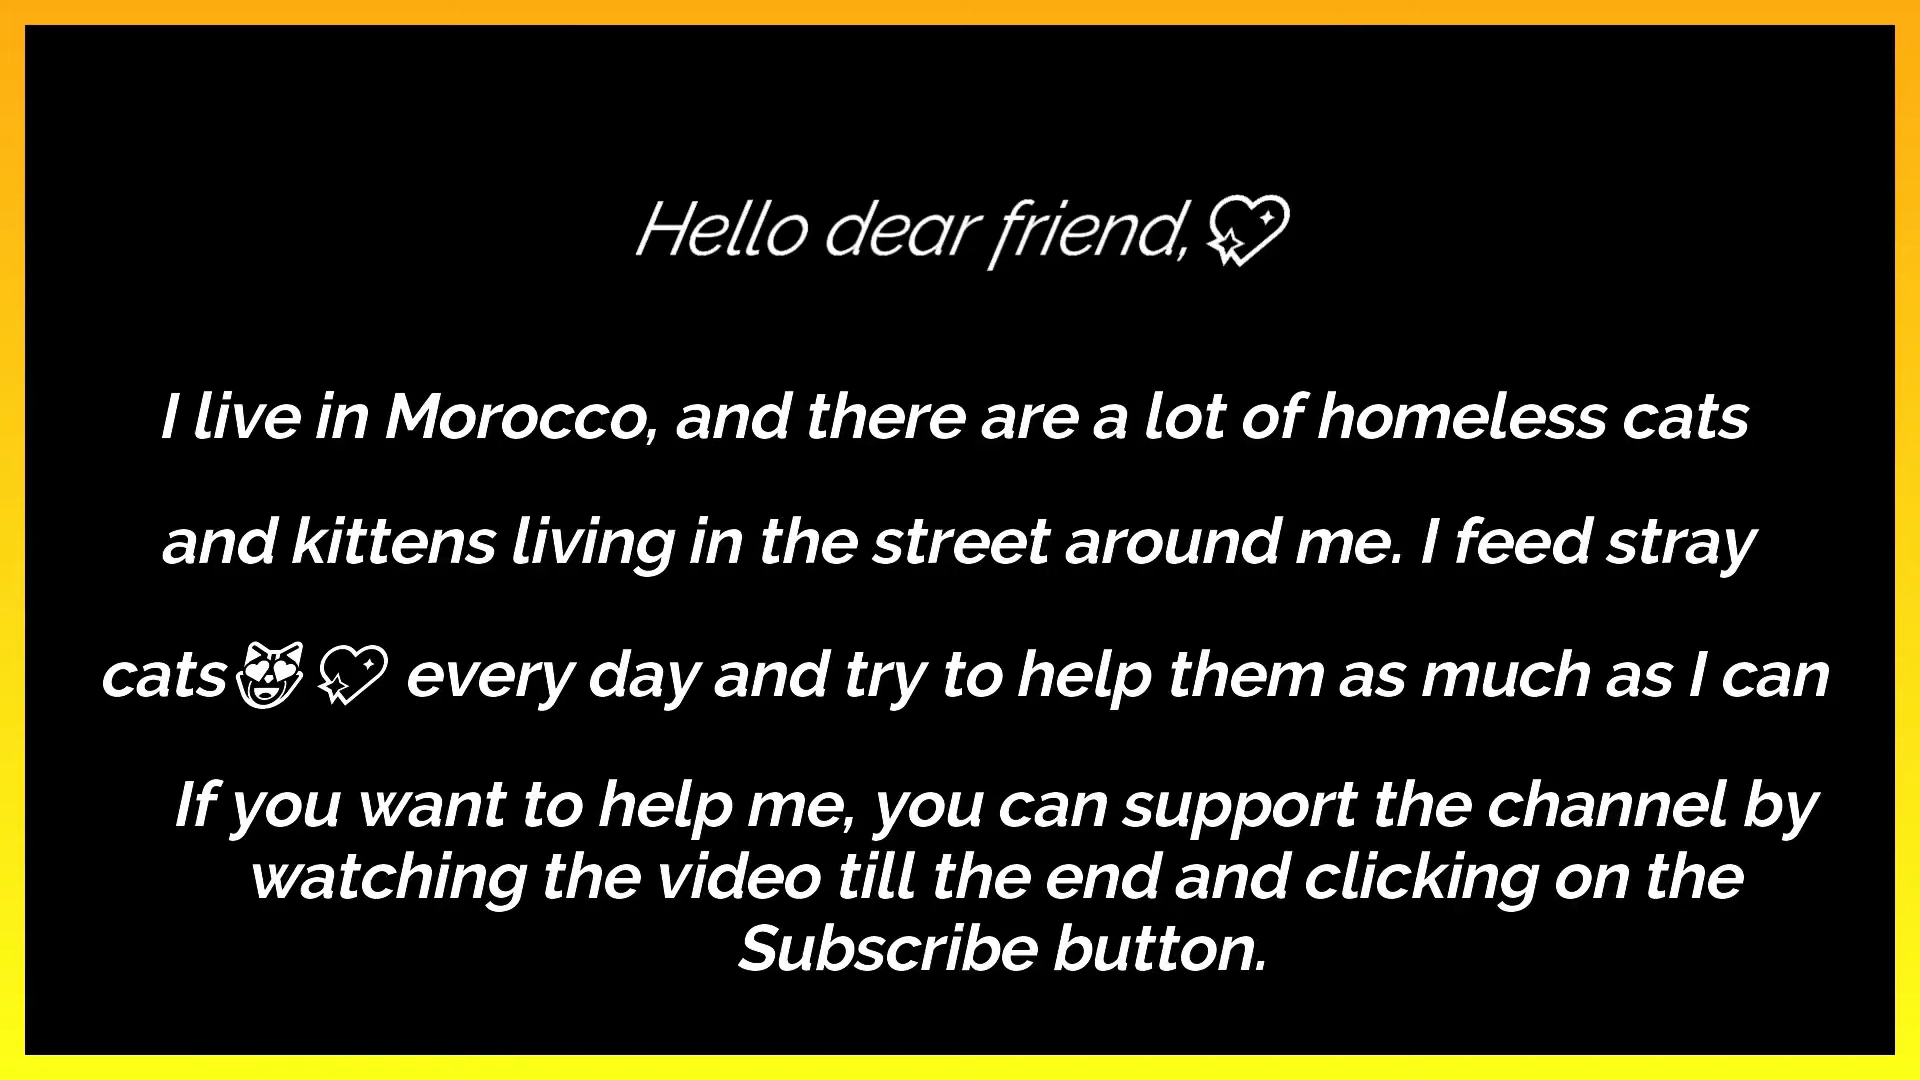 Hello dear friend,💖
I live in Morocco, and there are a lot of homeless cats
and kittens living in the street around me. I feed stray
cats😻💖 every day and try to help them as much as I can
If you want to help me, you can support the channel by
watching the video till the end and clicking on the
Subscribe button.